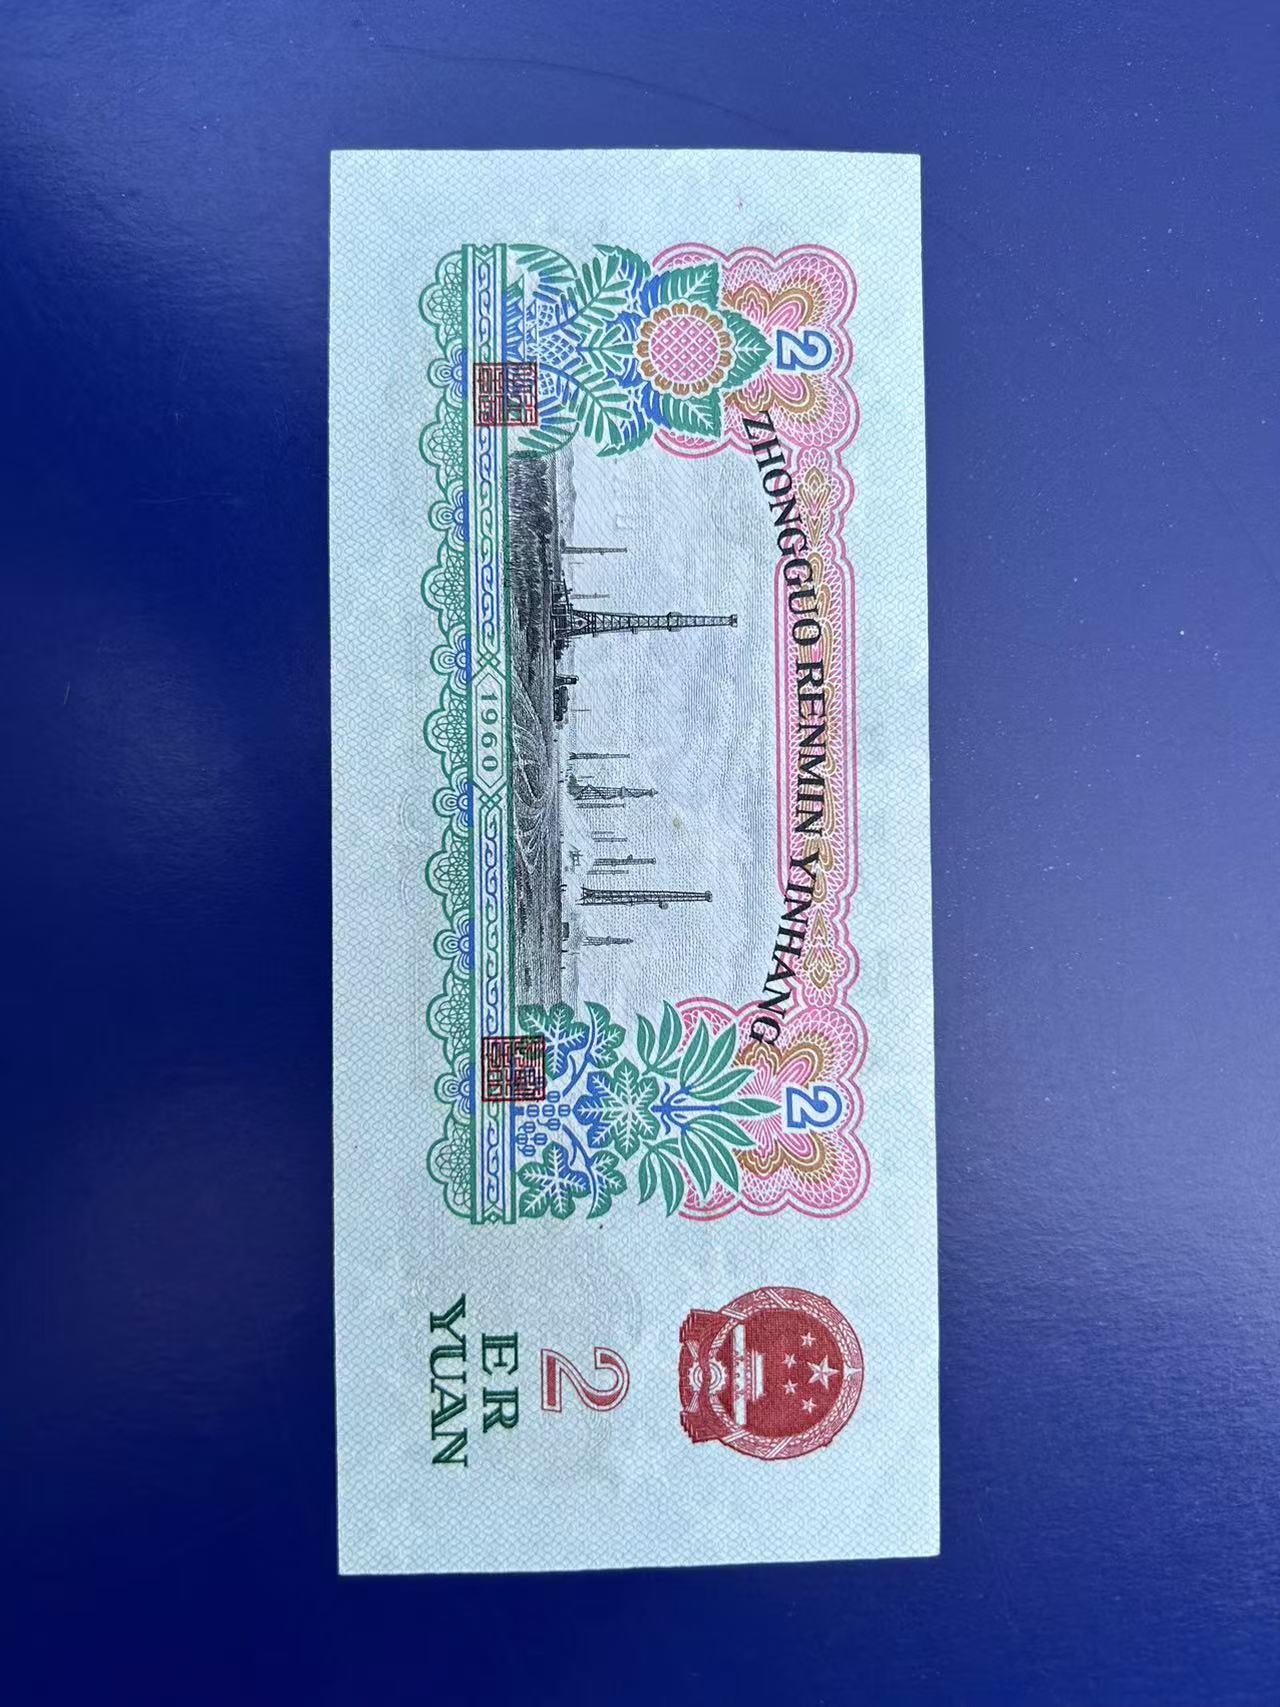 ZHONGGUO RENMIN YINHANG
2
2
1960
2
ER
YUAN